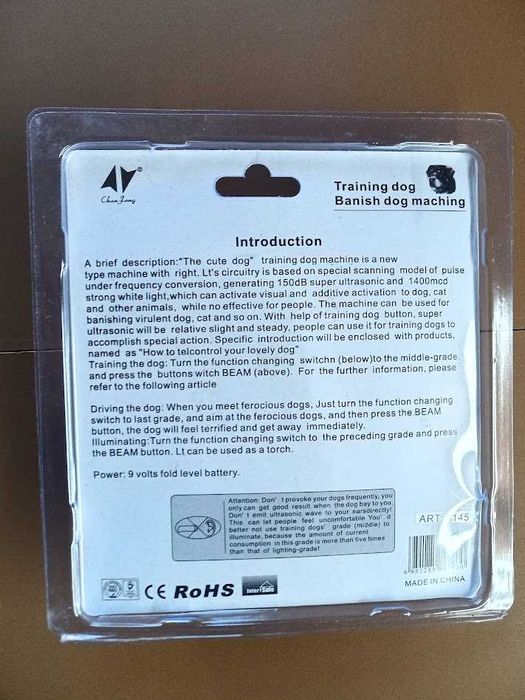 Chan Jiang
Training dog
Banish dog maching
Introduction
A brief description:"The cute dog" training dog machine is a new
type machine with right. Lt's circuitry is based on special scanning model of pulse
under frequency conversion, generating 150dB super ultrasonic and 1400mcd
strong white light,which can activate visual and additive activation to dog, cat
and other animals, while no effective for people. The machine can be used for
banishing virulent dog, cat and so on. With help of training dog button, super
ultrasonic will be relative slight and steady, people can use it for training dogs to
accomplish special action. Specific introduction will be enclosed with products,
named as "How to telcontrol your lovely dog"
Training the dog: Turn the function changing switchn (below)to the middle-grade.
and press the buttons witch BEAM (above). For the further information, please
refer to the following article
Driving the dog: When you meet ferocious dogs, Just turn the function changing
switch to last grade, and aim at the ferocious dogs, and then press the BEAM
button, the dog will feel terrified and get away immediately.
Illuminating:Turn the function changing switch to the preceding grade and press
the BEAM button. Lt can be used as a torch.
Power: 9 volts fold level battery.
Attention: Don' t provoke your dogs frequently, you
only can get good result when the dog bay to you
Don' t emit ultrasonic wave to your earsdirectly!
This can let people feel uncomfortable You' d
better not use training dogs' grade (middle) to
illuminate, because the amount of current
consumption in this grade is more than five times
than that of lighting-grade!
ART 145
MADE IN CHINA
CE RoHS InterSafe